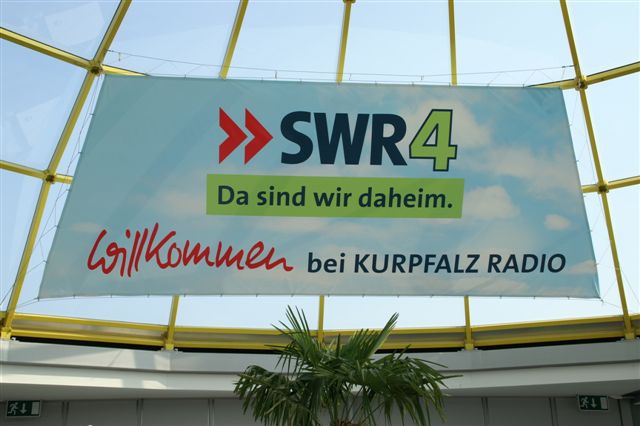 SWR4
Da sind wir daheim.
Willkommen bei KURPFALZ RADIO